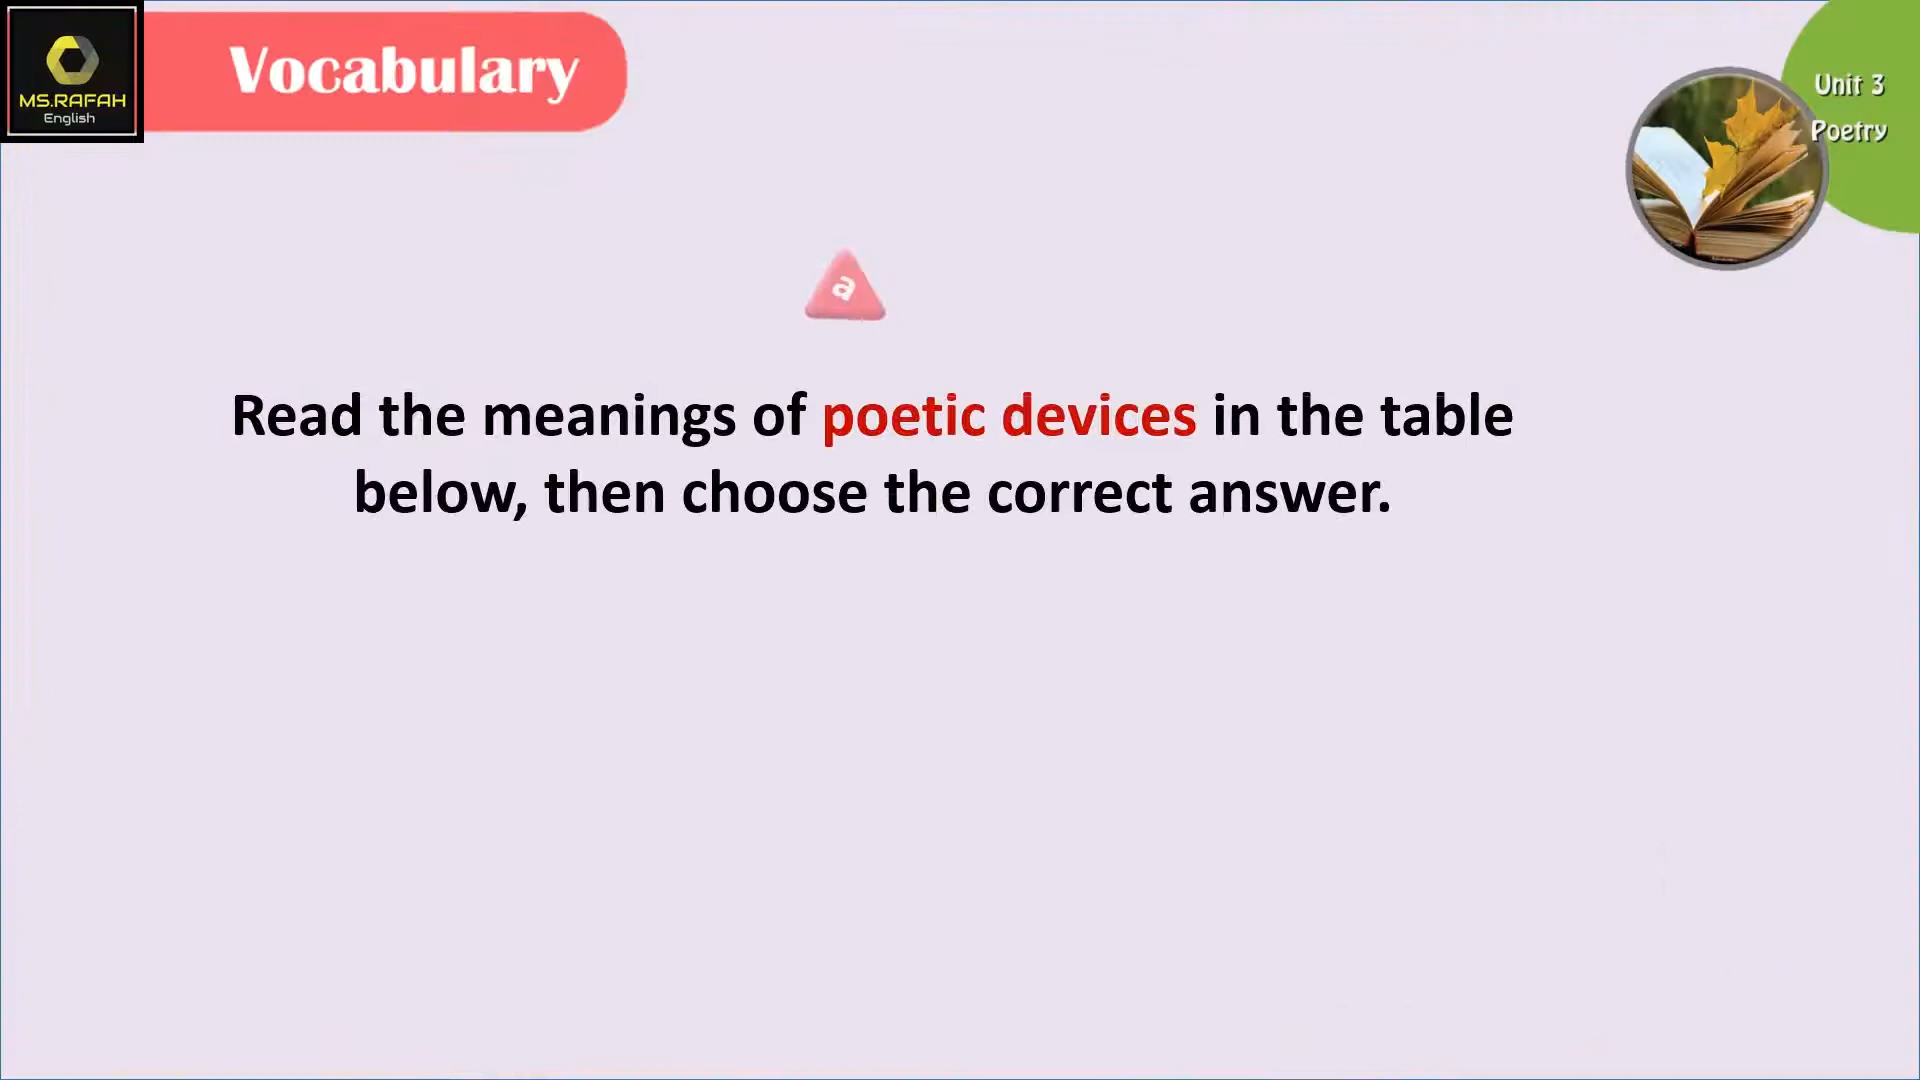 MS.RAFAH
English
Vocabulary
Unit 3
Poetry
a
Read the meanings of poetic devices in the table
below, then choose the correct answer.